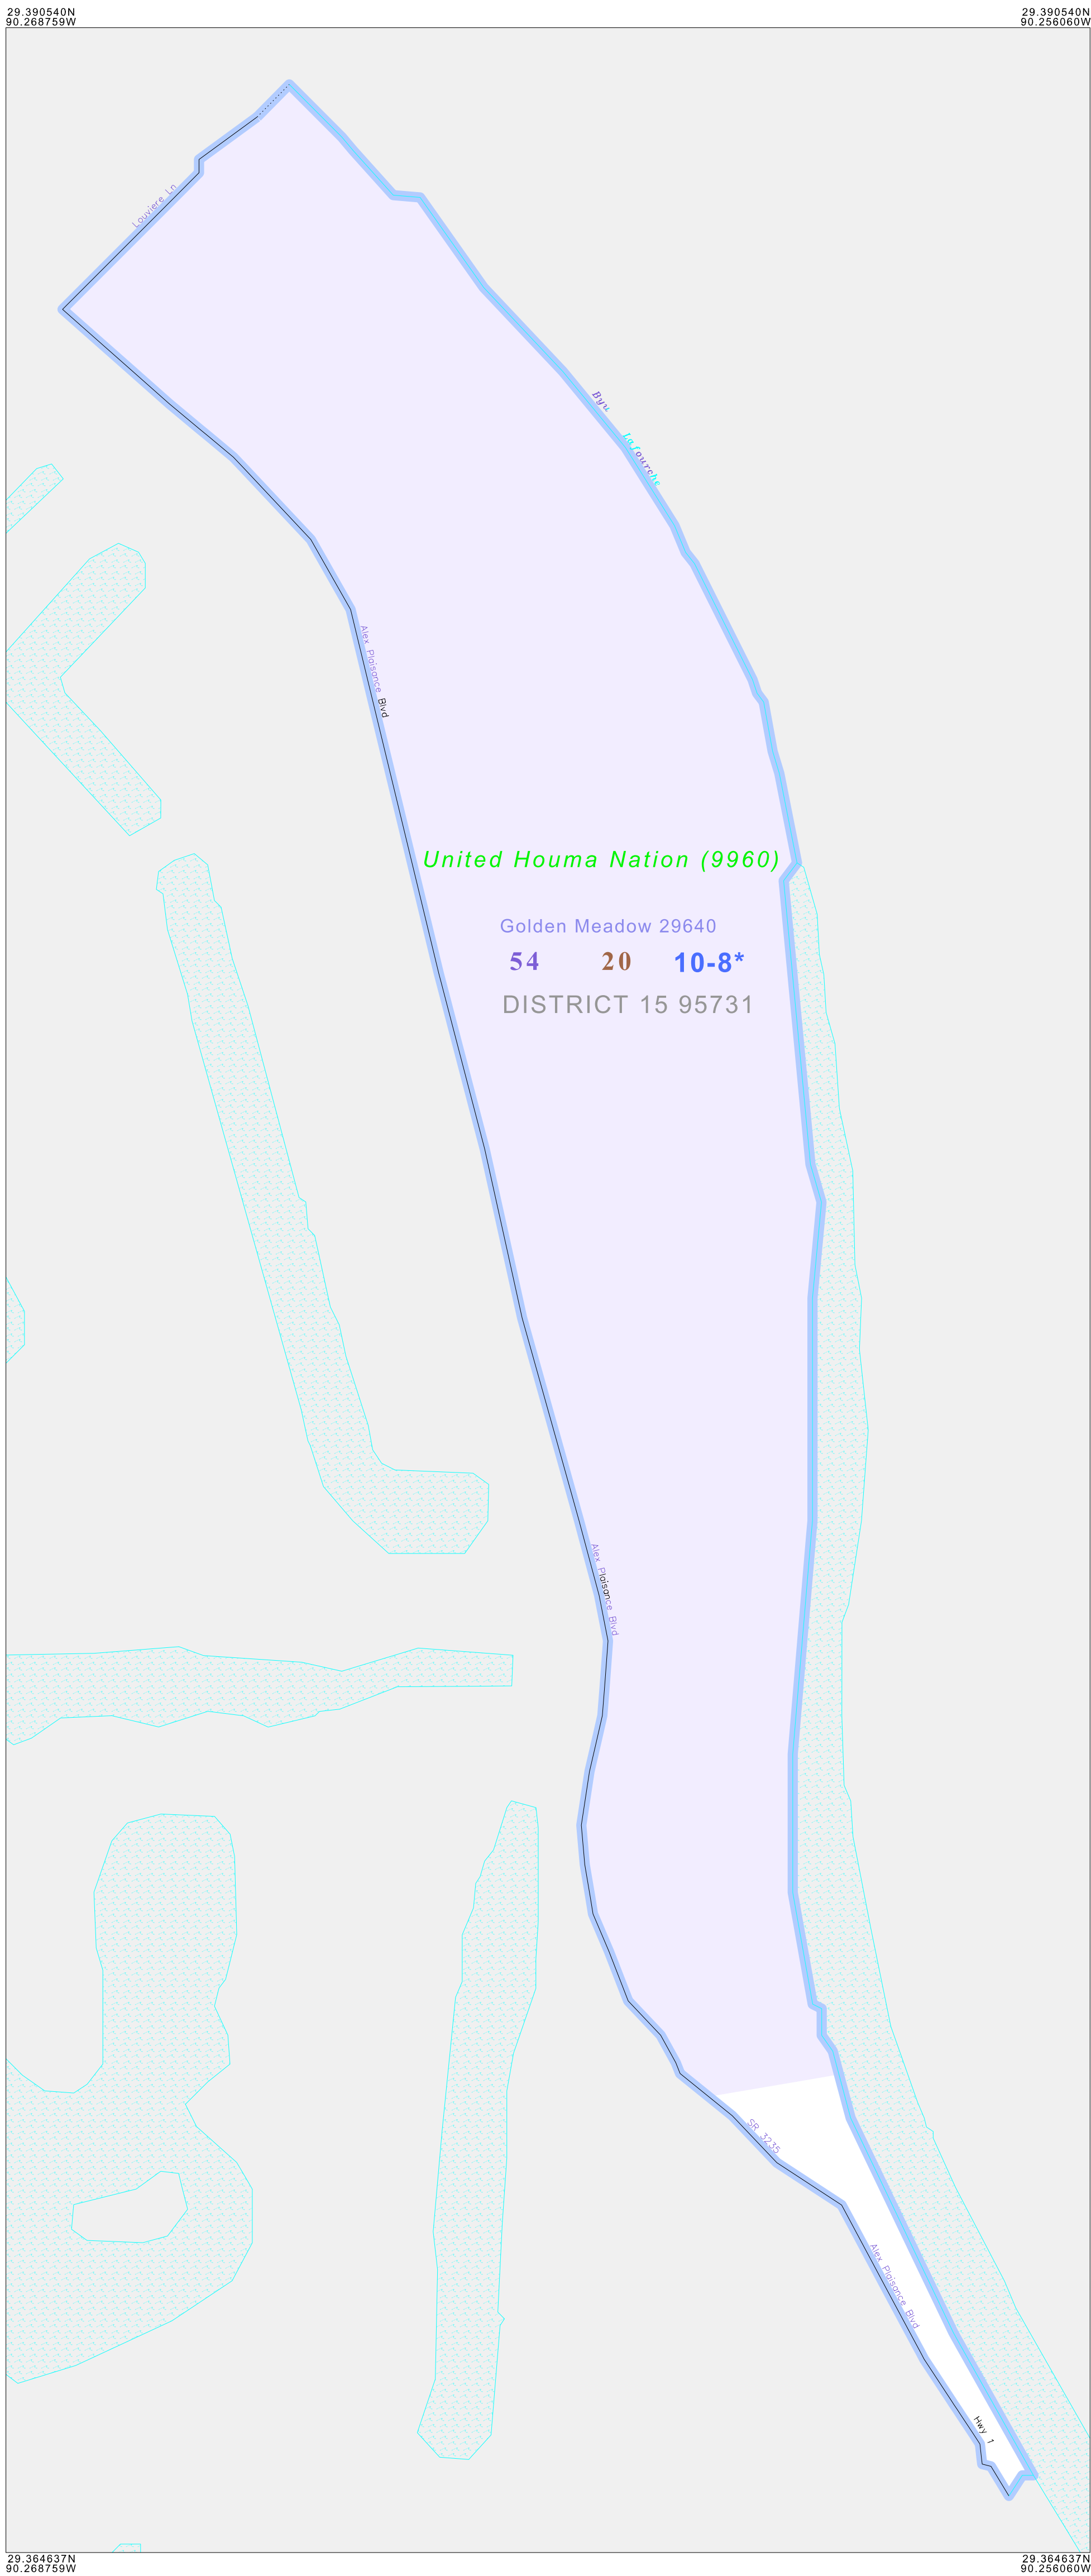 29.390540N
90.268759W
29.390540N
90.256060W
Louviere Ln
Byu Lafourche
Alex Plaisance Blvd
United Houma Nation (9960)
Golden Meadow 29640
54 20 10-8*
DISTRICT 15 95731
Alex Plaisance Blvd
SR 3235
Alex Plaisance Blvd
Hwy 1
29.364637N
90.268759W
29.364637N
90.256060W